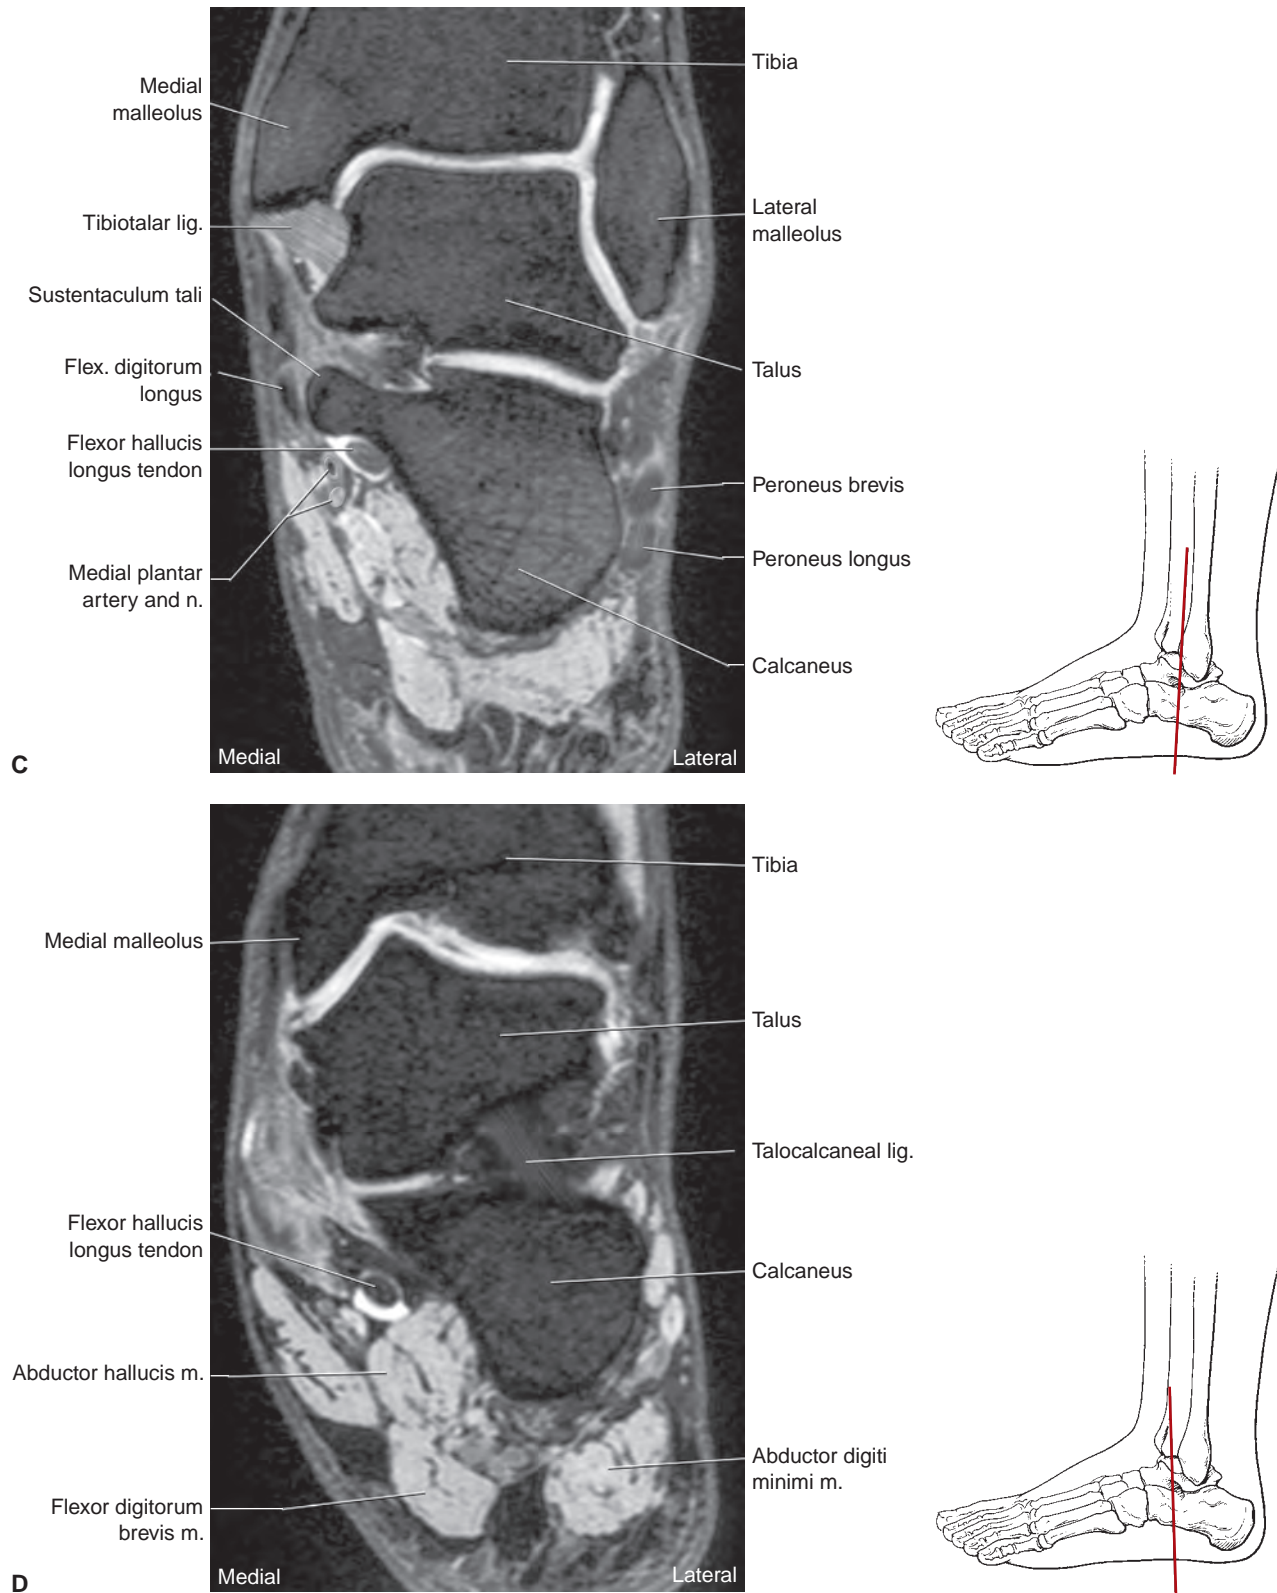 Medial
malleolus
Tibiotalar lig.
Sustentaculum tali
Flex. digitorum
longus
Flexor hallucis
longus tendon
Medial plantar
artery and n.
Tibia
Lateral
malleolus
Talus
Peroneus brevis
Peroneus longus
Calcaneus
C
Medial
Lateral
Medial malleolus
Flexor hallucis
longus tendon
Abductor hallucis m.
Flexor digitorum
brevis m.
Tibia
Talus
Talocalcaneal lig.
Calcaneus
Abductor digiti
minimi m.
D
Medial
Lateral